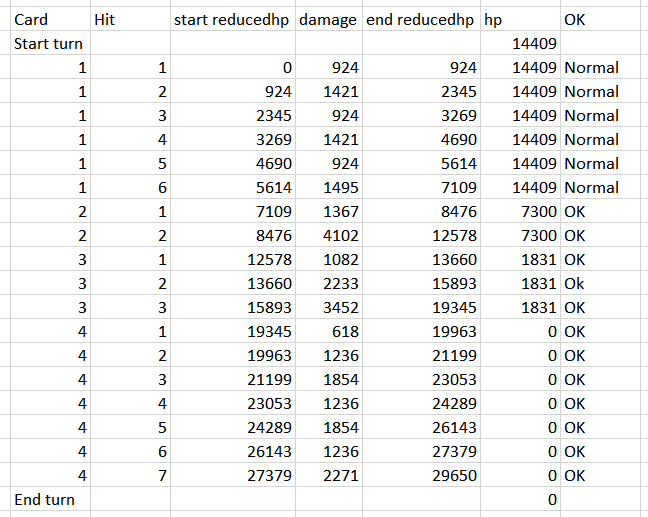 Card Hit start reducedhp damage end reducedhp hp OK
Start turn 14409
1 1 0 924 924 14409 Normal
1 2 924 1421 2345 14409 Normal
1 3 2345 924 3269 14409 Normal
1 4 3269 1421 4690 14409 Normal
1 5 4690 924 5614 14409 Normal
1 6 5614 1495 7109 14409 Normal
2 1 7109 1367 8476 7300 OK
2 2 8476 4102 12578 7300 OK
3 1 12578 1082 13660 1831 OK
3 2 13660 2233 15893 1831 Ok
3 3 15893 3452 19345 1831 OK
4 1 19345 618 19963 0 OK
4 2 19963 1236 21199 0 OK
4 3 21199 1854 23053 0 OK
4 4 23053 1236 24289 0 OK
4 5 24289 1854 26143 0 OK
4 6 26143 1236 27379 0 OK
4 7 27379 2271 29650 0 OK
End turn 0